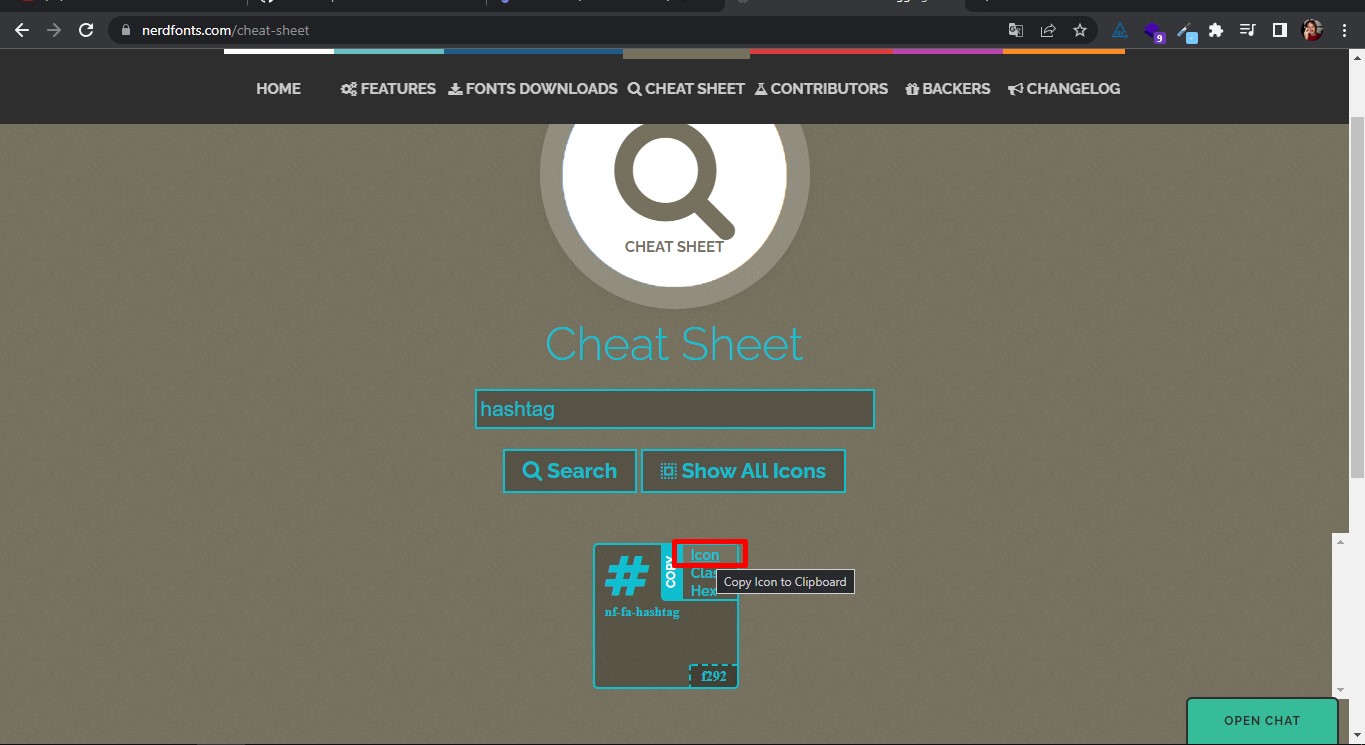 nerdfonts.com/cheat-sheet
9
HOME FEATURES FONTS DOWNLOADS CHEAT SHEET CONTRIBUTORS BACKERS CHANGELOG
CHEAT SHEET
Cheat Sheet
hashtag
Search Show All Icons
# COPY Icon
Clas
Hex
Copy Icon to Clipboard
nf-fa-hashtag
f292
OPEN CHAT